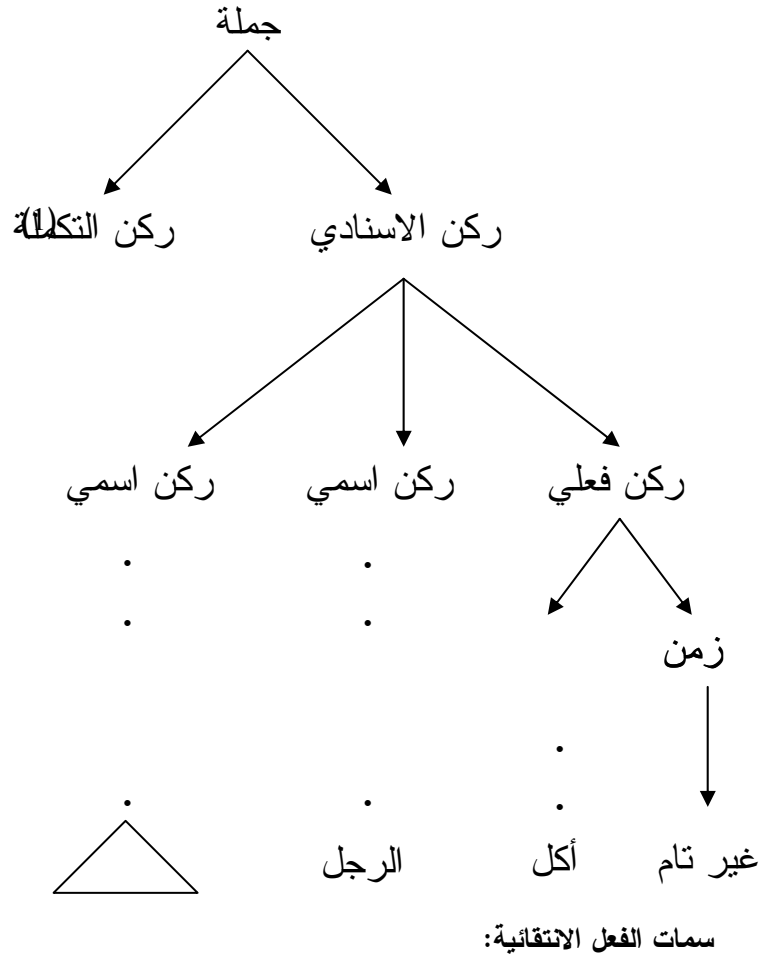 جملة
ركن الاسنادي ركن التكملة(1)
ركن فعلي ركن اسمي ركن اسمي
زمن
غير تام أكل الرجل
سمات الفعل الانتقائية: